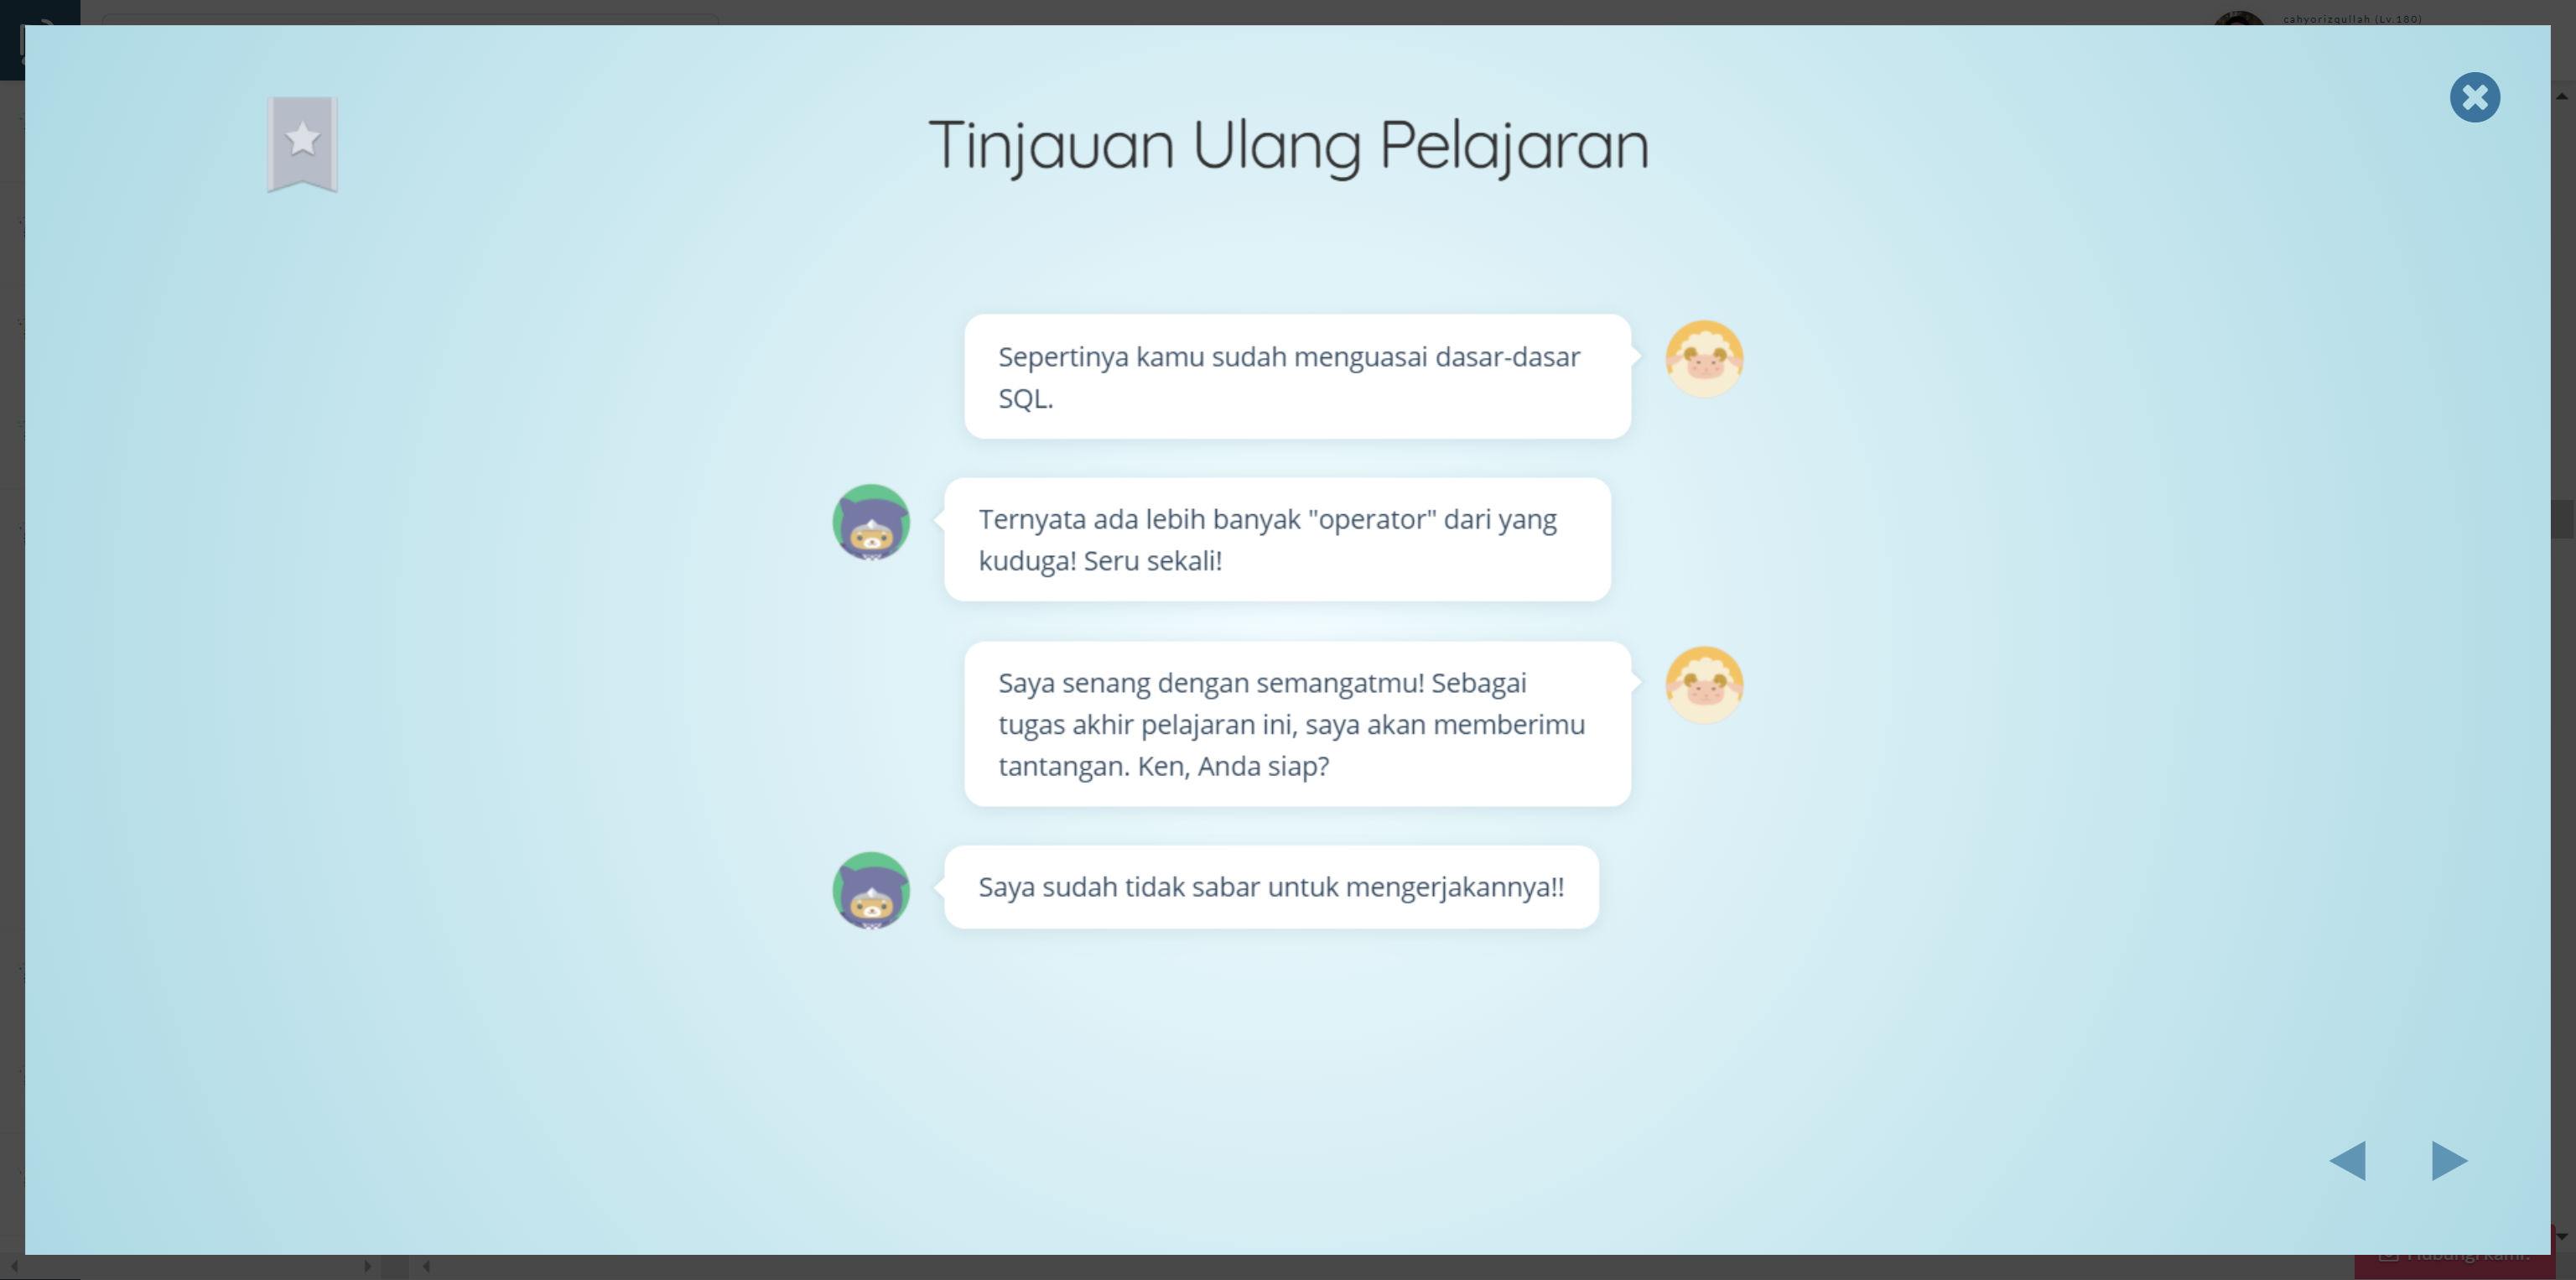 cahyorizqullah (Lv.180)
Tinjauan Ulang Pelajaran
Sepertinya kamu sudah menguasai dasar-dasar
SQL.
Ternyata ada lebih banyak "operator" dari yang
kuduga! Seru sekali!
Saya senang dengan semangatmu! Sebagai
tugas akhir pelajaran ini, saya akan memberimu
tantangan. Ken, Anda siap?
Saya sudah tidak sabar untuk mengerjakannya!!